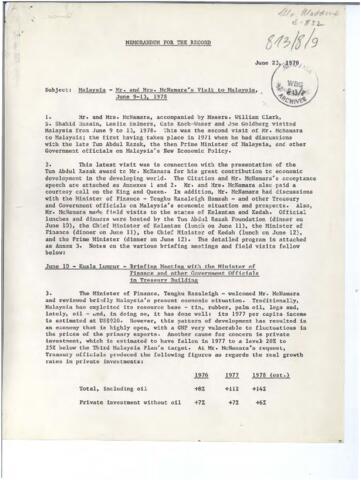 813/8/9
MEMORANDUM FOR THE RECORD
June 23, 1978
WBG
ARCHIVES
Subject: Malaysia - Mr. and Mrs. McNamara's Visit to Malaysia,
June 9-13, 1978
1. Mr. and Mrs. McNamara, accompanied by Messrs. William Clark,
S. Shahid Husain, Leslie Helmers, Caio Koch-Weser and Joe Goldberg visited
Malaysia from June 9 to 13, 1978. This was the second visit of Mr. McNamara
to Malaysia; the first having taken place in 1971 when he had discussions
with the late Tun Abdul Razak, the then Prime Minister of Malaysia, and other
Government officials on Malaysia's New Economic Policy.
2. This latest visit was in connection with the presentation of the
Tun Abdul Razak award to Mr. McNamara for his great contribution to economic
development in the developing world. The Citation and Mr. McNamara's acceptance
speech are attached as Annexes 1 and 2. Mr. and Mrs. McNamara also paid a
courtesy call on the King and Queen. In addition, Mr. McNamara had discussions
with the Minister of Finance - Tengku Razaleigh Hamzah - and other Treasury
and Government officials on Malaysia's economic situation and prospects. Also,
Mr. McNamara made field visits to the states of Kelantan and Kedah. Official
lunches and dinners were hosted by the Tun Abdul Razak Foundation (dinner on
June 10), the Chief Minister of Kelantan (lunch on June 11), the Minister of
Finance (dinner on June 11), the Chief Minister of Kedah (lunch on June 12),
and the Prime Minister (dinner on June 12). The detailed program is attached
as Annex 3. Notes on the various briefing meetings and field visits follow
below:
June 10 - Kuala Lumpur - Briefing Meeting with the Minister of
Finance and other Government Officials
in Treasury Building
3. The Minister of Finance, Tengku Razaleigh - welcomed Mr. McNamara
and reviewed briefly Malaysia's present economic situation. Traditionally,
Malaysia has exploited its resource base - tin, rubber, palm oil, logs and,
lately, oil - and, in doing so, it has done well: its 1977 per capita
income is estimated at US$920. However, this pattern of development has resulted in
an economy that is highly open, with a GNP very vulnerable to fluctuations in
the prices of the primary exports. Another cause for concern is private
investment, which is estimated to have fallen in 1977 to a level 20% to
25% below the Third Malaysia Plan's target. At Mr. McNamara's request,
Treasury officials produced the following figures as regards the real growth
rates in private investments:
1976 1977 1978 (est.)
Total, including oil +8% +11% +14%
Private investment without oil +7% +7% +6%